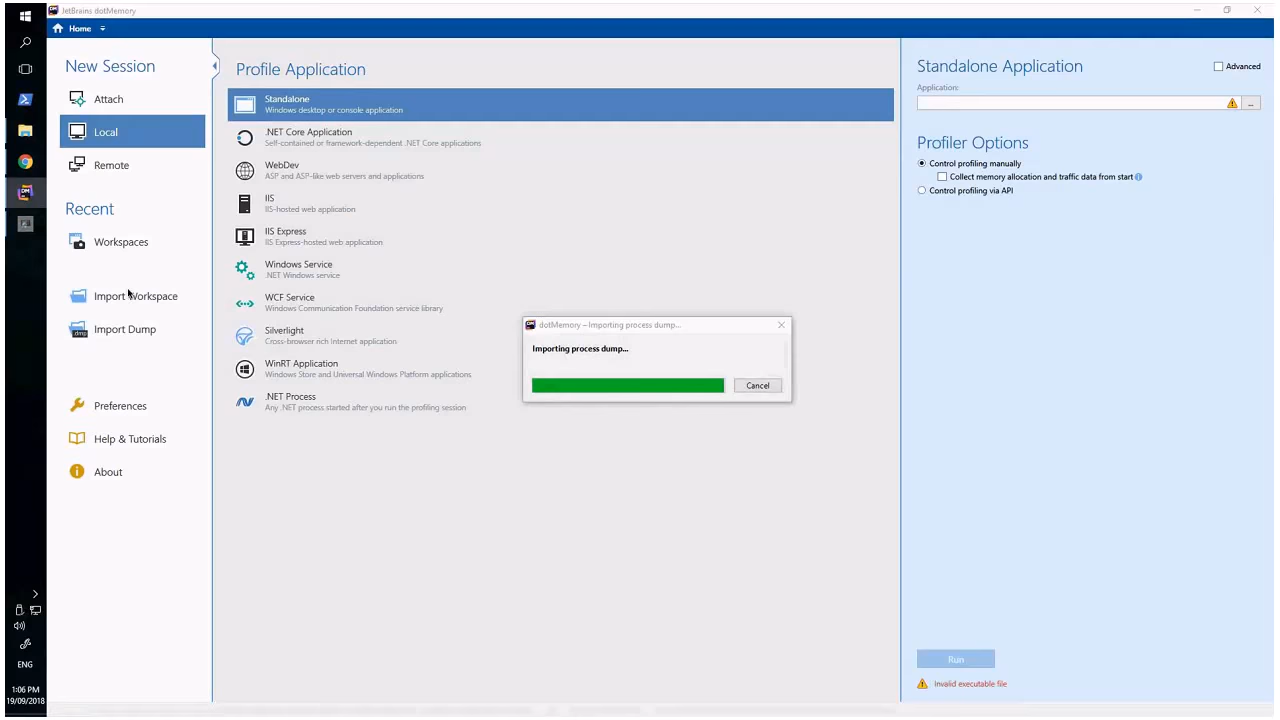 JetBrains dotMemory
Home
New Session
Attach
Local
Remote
Recent
Workspaces
Import Workspace
Import Dump
Preferences
Help & Tutorials
About
Profile Application
Standalone
Windows desktop or console application
.NET Core Application
Self-contained or framework-dependent .NET Core applications
WebDev
ASP and ASP-like web servers and applications
IIS
IIS-hosted web application
IIS Express
IIS Express-hosted web application
Windows Service
.NET Windows service
WCF Service
Windows Communication Foundation service library
Silverlight
Cross-browser rich Internet application
WinRT Application
Windows Store and Universal Windows Platform applications
.NET Process
Any .NET process started after you run the profiling session
dotMemory – Importing process dump...
Importing process dump...
Cancel
Standalone Application
Advanced
Application:
...
Profiler Options
Control profiling manually
Collect memory allocation and traffic data from start
Control profiling via API
Run
Invalid executable file
ENG
1:06 PM
19/09/2018